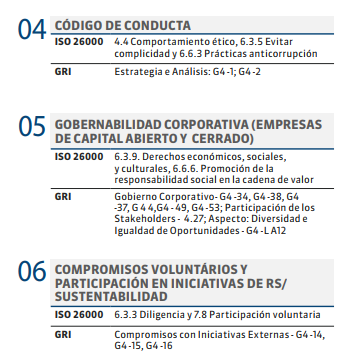 04 CÓDIGO DE CONDUCTA
ISO 26000 4.4 Comportamiento ético, 6.3.5 Evitar
complicidad y 6.6.3 Prácticas anticorrupción
GRI Estrategia e Análisis: G4 -1; G4 -2
05 GOBERNABILIDAD CORPORATIVA (EMPRESAS
DE CAPITAL ABIERTO Y CERRADO)
ISO 26000 6.3.9. Derechos económicos, sociales,
y culturales, 6.6.6. Promoción de la
responsabilidad social en la cadena de valor
GRI Gobierno Corporativo- G4 -34, G4 -38, G4
-37, G 4 4,G4 - 49, G4 -53; Participación de los
Stakeholders - 4.27; Aspecto: Diversidad e
Igualdad de Oportunidades - G4 -L A12
06 COMPROMISOS VOLUNTÁRIOS Y
PARTICIPACIÓN EN INICIATIVAS DE RS/
SUSTENTABILIDAD
ISO 26000 6.3.3 Diligencia y 7.8 Participación voluntaria
GRI Compromisos con Iniciativas Externas - G4 -14,
G4 -15, G4 -16